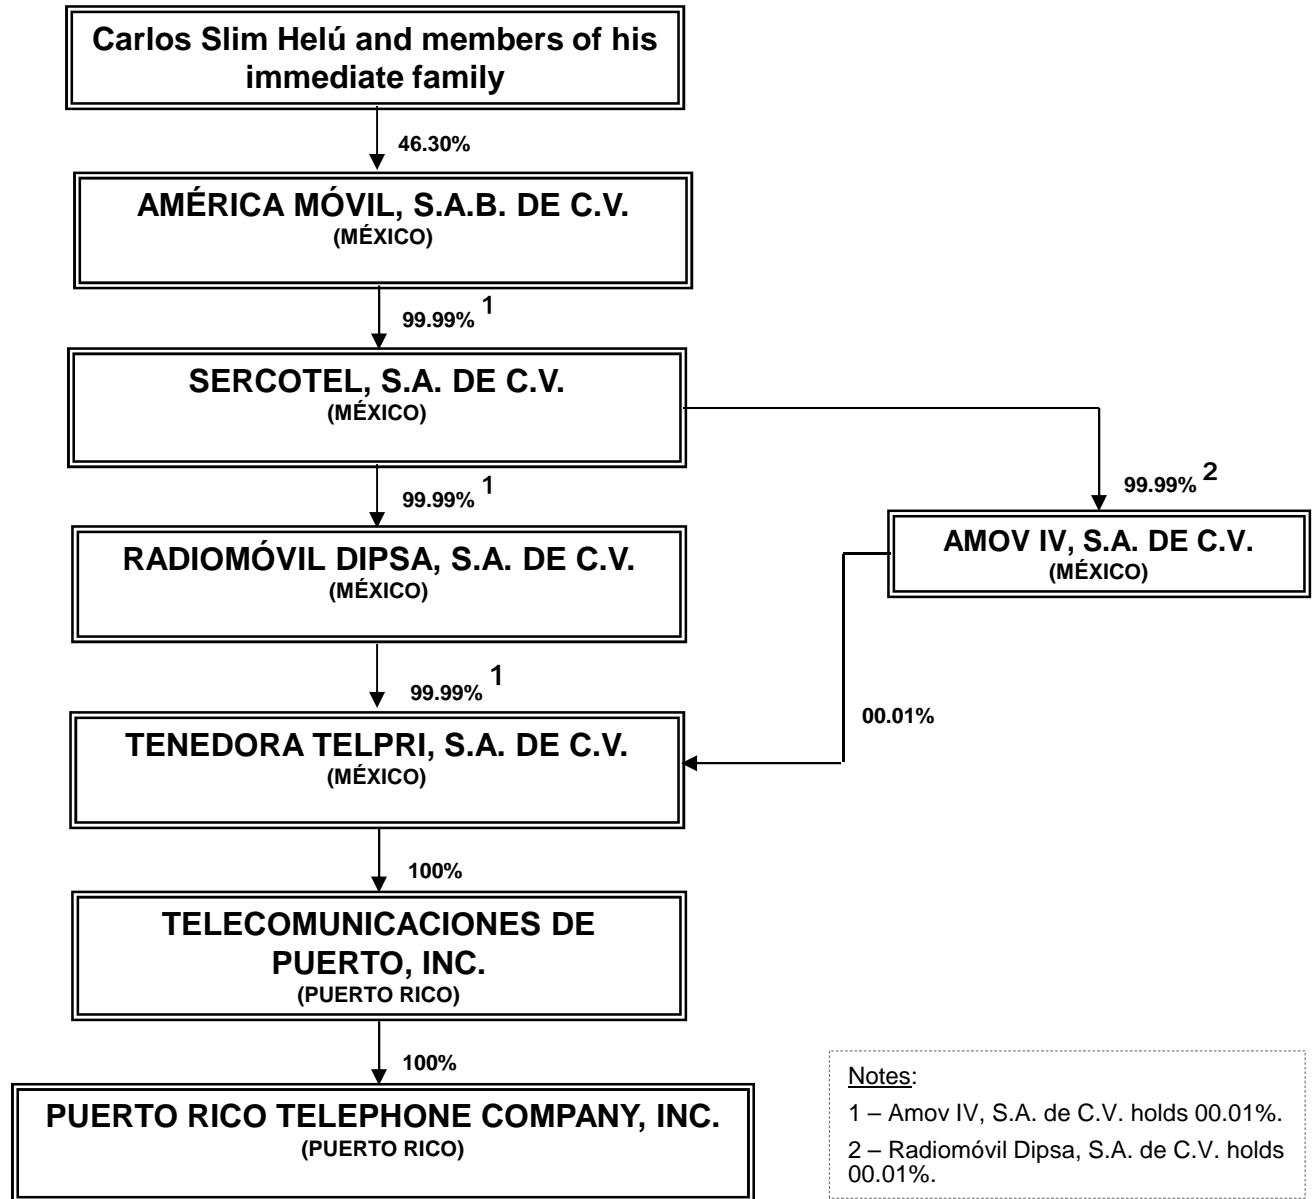 Carlos Slim Helú and members of his
immediate family
46.30%
AMÉRICA MÓVIL, S.A.B. DE C.V.
(MÉXICO)
99.99% 1
SERCOTEL, S.A. DE C.V.
(MÉXICO)
99.99% 1
99.99% 2
RADIOMÓVIL DIPSA, S.A. DE C.V.
(MÉXICO)
AMOV IV, S.A. DE C.V.
(MÉXICO)
99.99% 1
00.01%
TENEDORA TELPRI, S.A. DE C.V.
(MÉXICO)
100%
TELECOMUNICACIONES DE
PUERTO, INC.
(PUERTO RICO)
100%
PUERTO RICO TELEPHONE COMPANY, INC.
(PUERTO RICO)
Notes:
1 – Amov IV, S.A. de C.V. holds 00.01%.
2 – Radiomóvil Dipsa, S.A. de C.V. holds
00.01%.